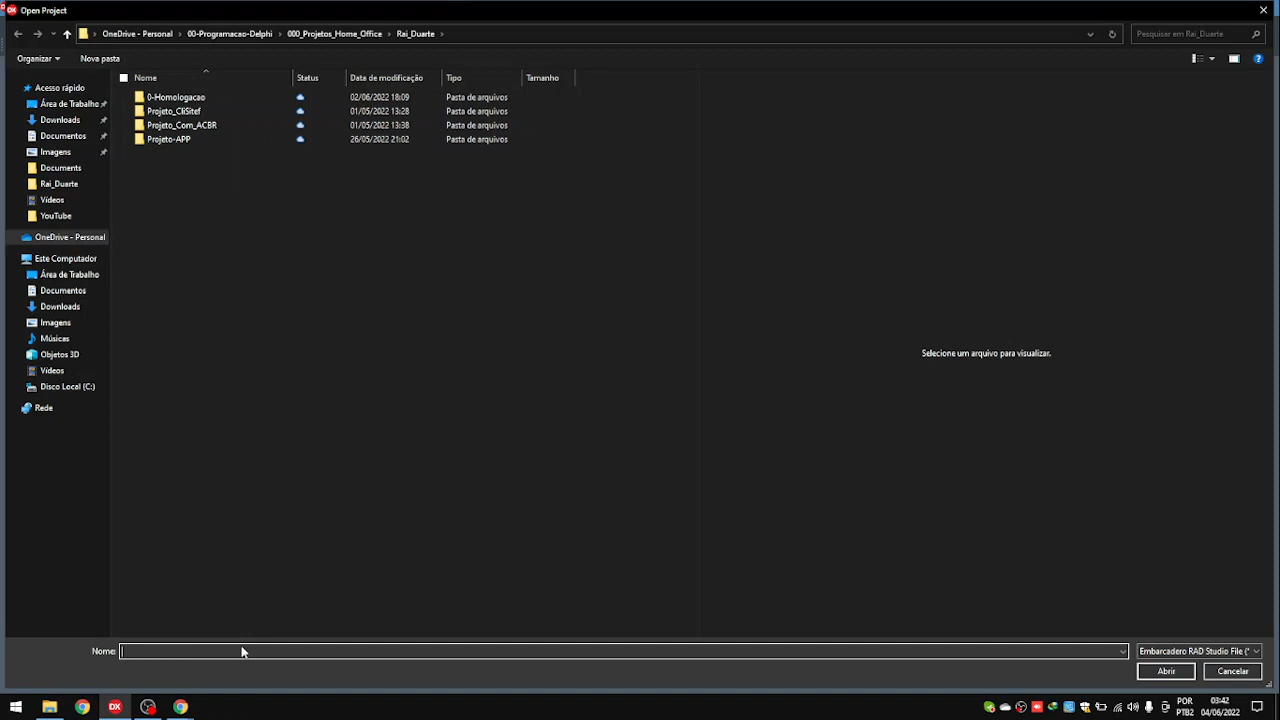 Open Project
OneDrive - Personal > 00-Programacao-Delphi > 000_Projetos_Home_Office > Rai_Duarte >
Pesquisar em Rai_Duarte
Organizar
Nova pasta
Nome Status Data de modificação Tipo Tamanho
0-Homologacao 02/06/2022 18:09 Pasta de arquivos
Projeto_CliSitef 01/05/2022 13:28 Pasta de arquivos
Projeto_Com_ACBR 01/05/2022 13:38 Pasta de arquivos
Projeto-APP 26/05/2022 21:02 Pasta de arquivos
Acesso rápido
Área de Trabalho
Downloads
Documentos
Imagens
Documents
Rai_Duarte
Vídeos
YouTube
OneDrive - Personal
Este Computador
Área de Trabalho
Documentos
Downloads
Imagens
Músicas
Objetos 3D
Vídeos
Disco Local (C:)
Rede
Selecione um arquivo para visualizar.
Nome:
Embarcadero RAD Studio File (*
Abrir
Cancelar
DX
POR
PTB2
03:42
04/06/2022